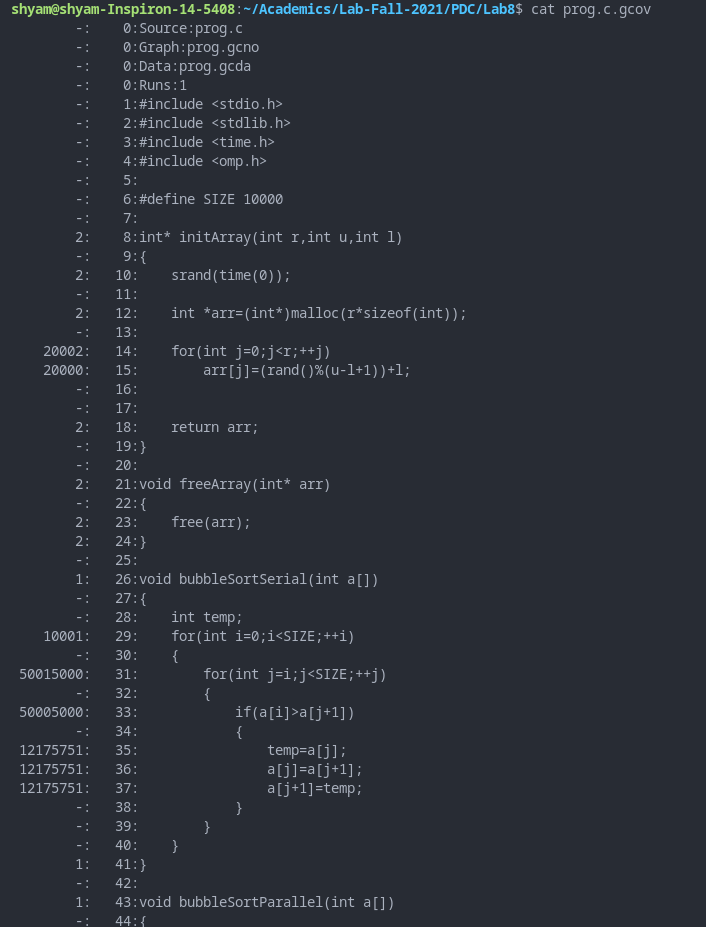 shyam@shyam-Inspiron-14-5408:~/Academics/Lab-Fall-2021/PDC/Lab8$ cat prog.c.gcov
        -:    0:Source:prog.c
        -:    0:Graph:prog.gcno
        -:    0:Data:prog.gcda
        -:    0:Runs:1
        -:    1:#include <stdio.h>
        -:    2:#include <stdlib.h>
        -:    3:#include <time.h>
        -:    4:#include <omp.h>
        -:    5:
        -:    6:#define SIZE 10000
        -:    7:
        2:    8:int* initArray(int r,int u,int l)
        -:    9:{
        2:   10:    srand(time(0));
        -:   11:
        2:   12:    int *arr=(int*)malloc(r*sizeof(int));
        -:   13:
    20002:   14:    for(int j=0;j<r;++j)
    20000:   15:        arr[j]=(rand()%(u-l+1))+l;
        -:   16:
        -:   17:
        2:   18:    return arr;
        -:   19:}
        -:   20:
        2:   21:void freeArray(int* arr)
        -:   22:{
        2:   23:    free(arr);
        2:   24:}
        -:   25:
        1:   26:void bubbleSortSerial(int a[])
        -:   27:{
        -:   28:    int temp;
    10001:   29:    for(int i=0;i<SIZE;++i)
        -:   30:    {
 50015000:   31:        for(int j=i;j<SIZE;++j)
        -:   32:        {
 50005000:   33:            if(a[i]>a[j+1])
        -:   34:            {
 12175751:   35:                temp=a[j];
 12175751:   36:                a[j]=a[j+1];
 12175751:   37:                a[j+1]=temp;
        -:   38:            }
        -:   39:        }
        -:   40:    }
        1:   41:}
        -:   42:
        1:   43:void bubbleSortParallel(int a[])
        -:   44:{